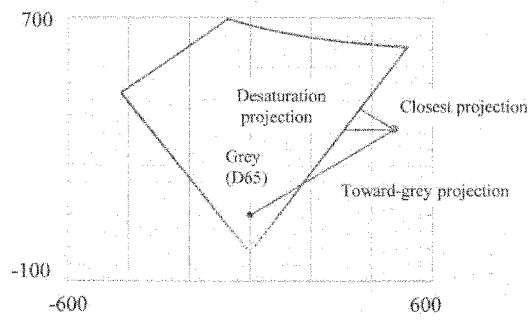 700
Desaturation
projection
Closest projection
Grey
(D65)
Toward-grey projection
-100
-600
600